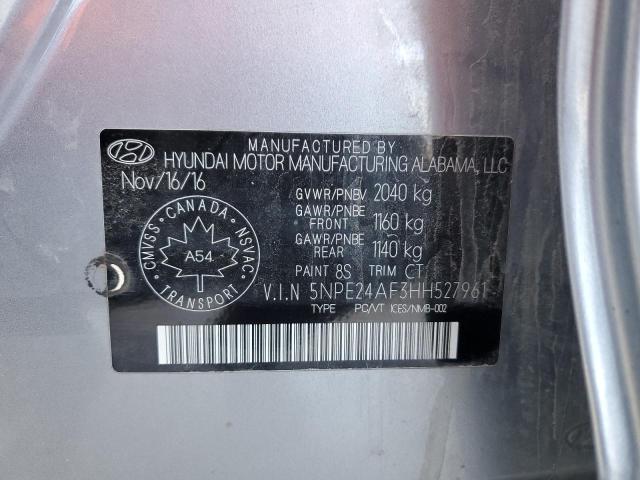 MANUFACTURED BY
HYUNDAI MOTOR MANUFACTURING ALABAMA, LLC
Nov/16/16
GVWR/PNBV 2040 kg
GAWR/PNBE FRONT 1160 kg
GAWR/PNBE REAR 1140 kg
PAINT 8S TRIM CT
CANADA
CMVSS NSVAC
A54
TRANSPORT
V.I.N 5NPE24AF3HH527961
TYPE PC/VT ICES/NMB-002